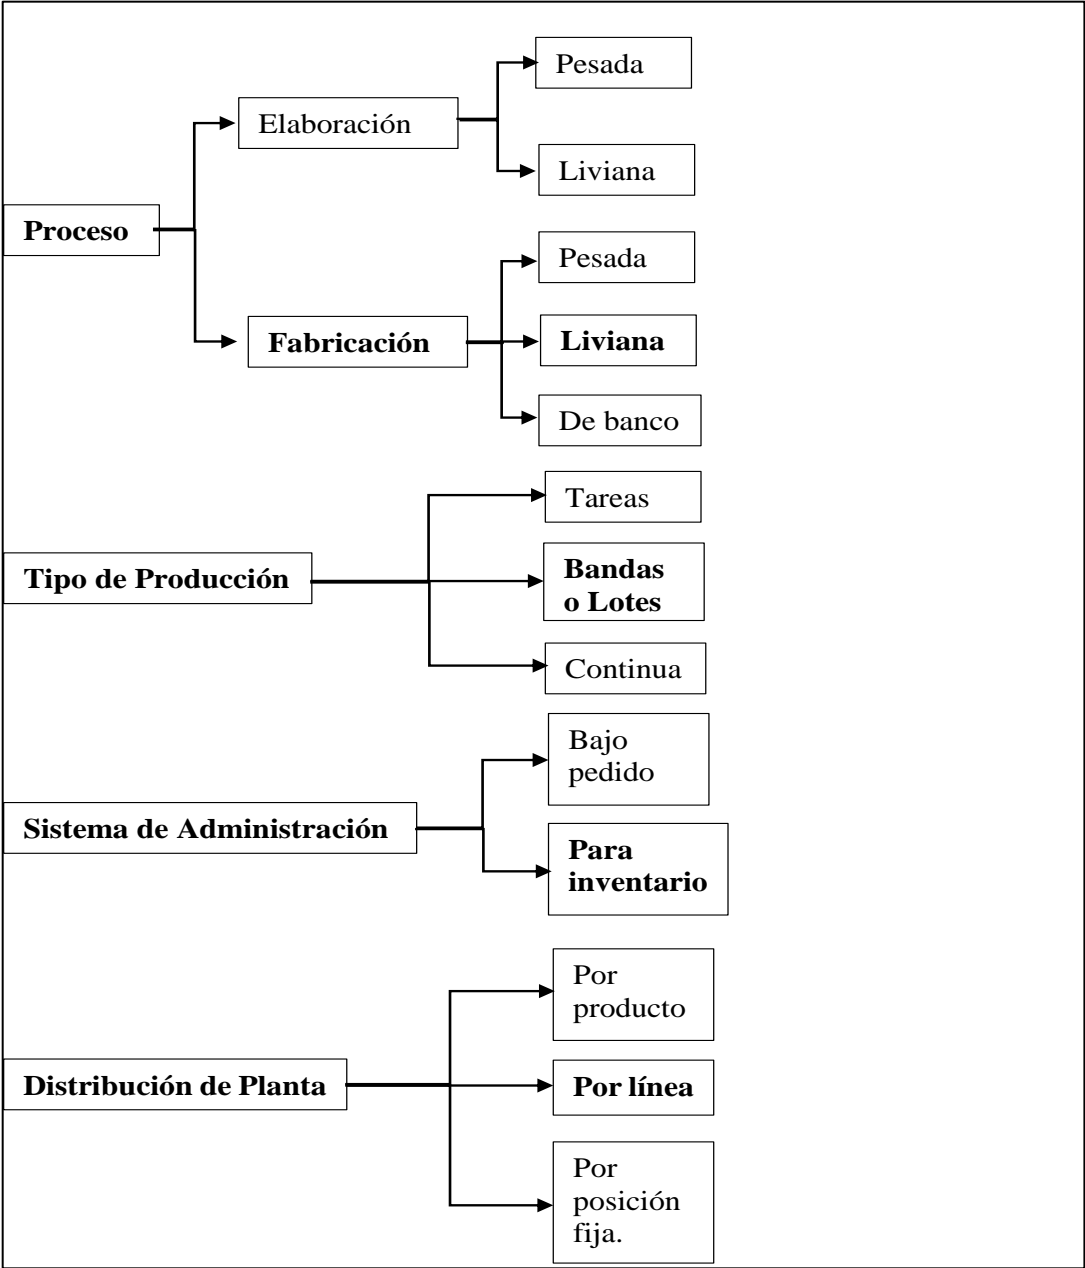 Proceso
Elaboración
Pesada
Liviana
Fabricación
Pesada
Liviana
De banco
Tipo de Producción
Tareas
Bandas
o Lotes
Continua
Sistema de Administración
Bajo
pedido
Para
inventario
Distribución de Planta
Por
producto
Por línea
Por
posición
fija.